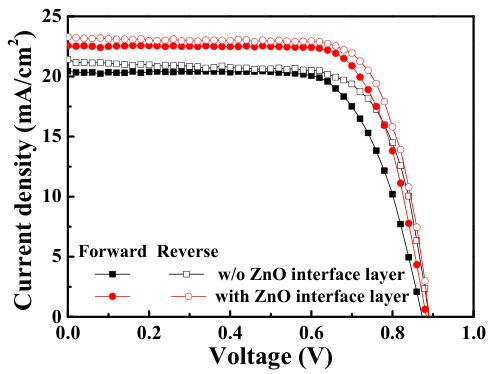 25
20
15
10
5
0
Current density (mA/cm²)
Forward Reverse
w/o ZnO interface layer
with ZnO interface layer
0.0 0.2 0.4 0.6 0.8 1.0
Voltage (V)